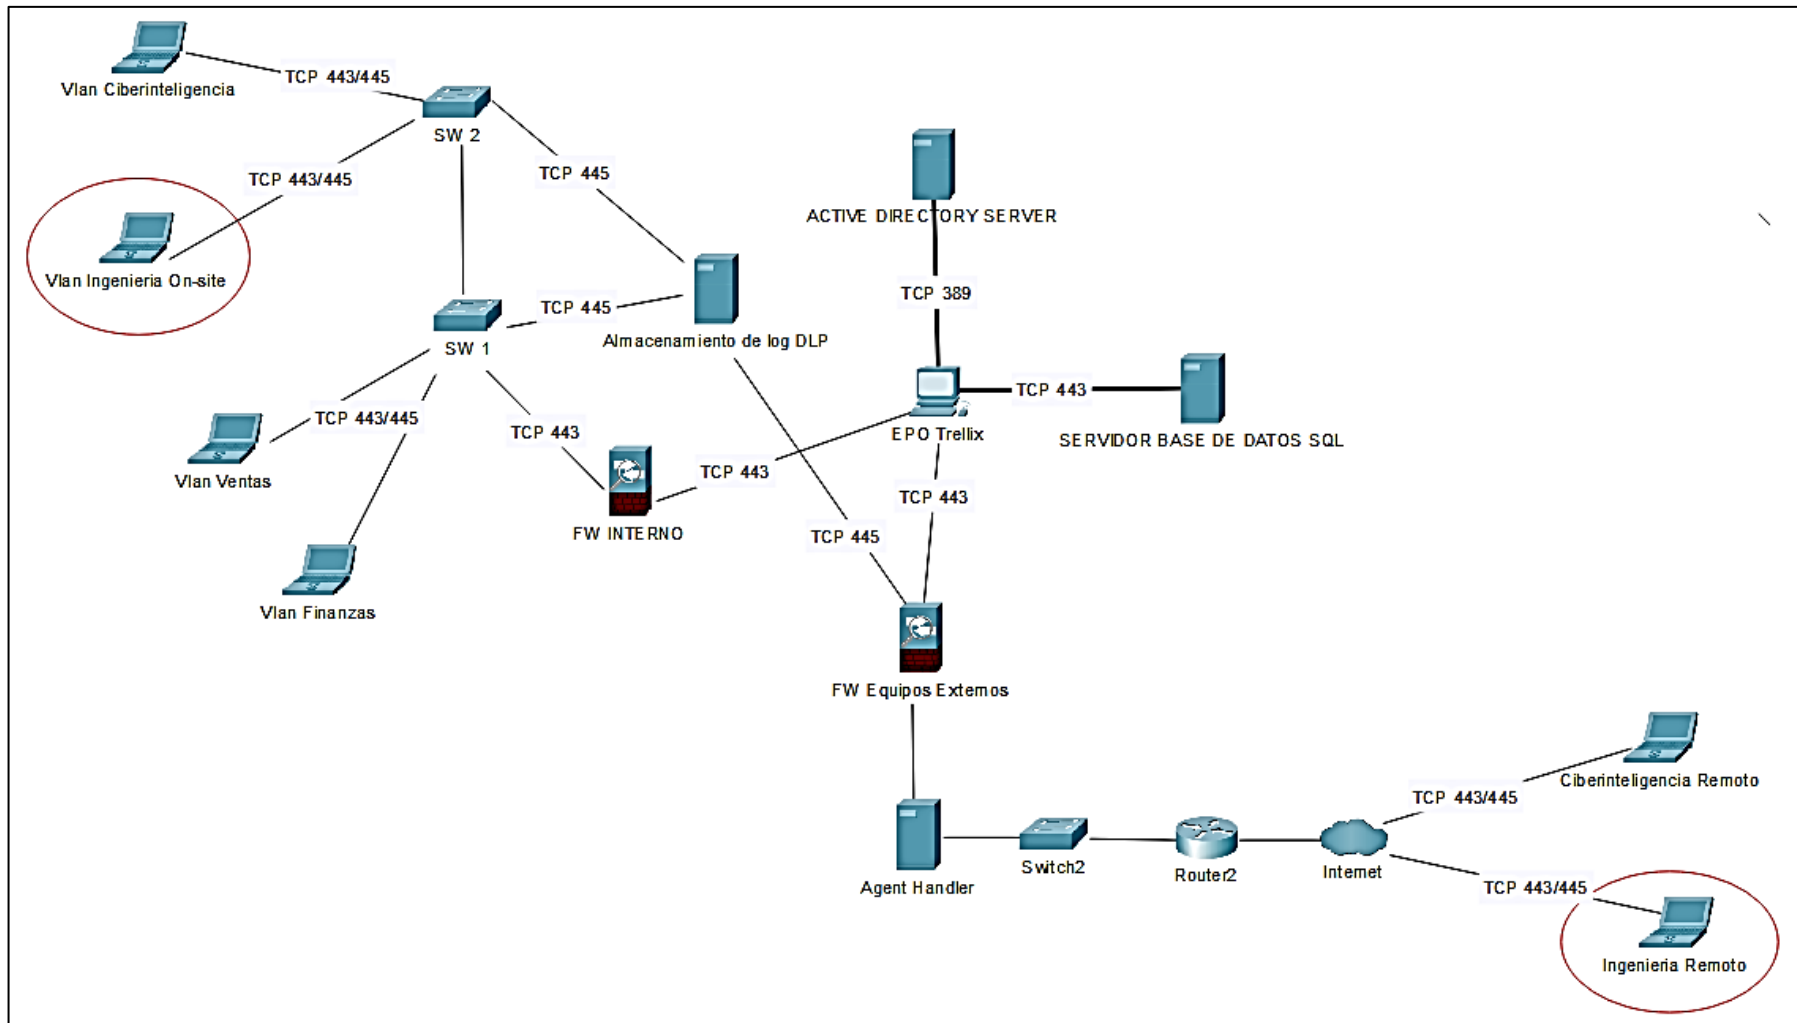 Vlan Ciberinteligencia
TCP 443/445
SW 2
TCP 443/445
TCP 445
Vlan Ingenieria On-site
ACTIVE DIRECTORY SERVER
TCP 389
TCP 445
SW 1
Almacenamiento de log DLP
TCP 443/445
TCP 443
TCP 443
EPO Trellix
SERVIDOR BASE DE DATOS SQL
Vlan Ventas
TCP 443
TCP 443
FW INTERNO
TCP 445
Vlan Finanzas
FW Equipos Externos
Ciberinteligencia Remoto
TCP 443/445
Agent Handler
Switch2
Router2
Internet
TCP 443/445
Ingenieria Remoto